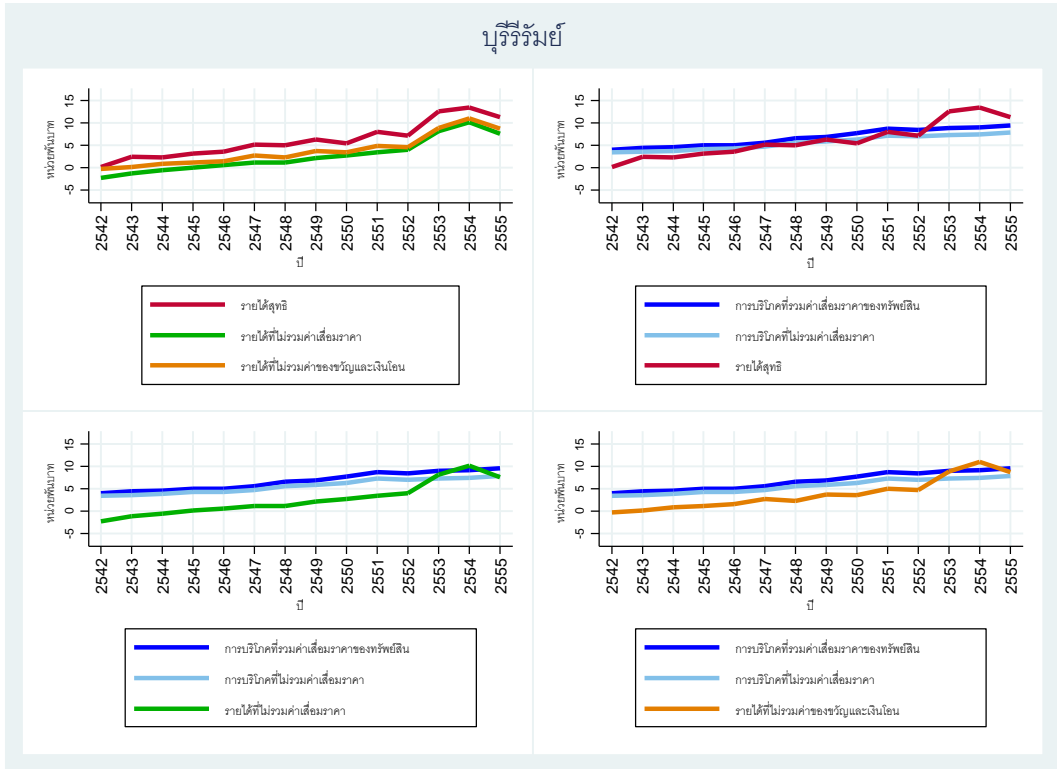 บุรีรีรัมย์
หน่วยพันบาท
15
10
5
0
-5
2542 2543 2544 2545 2546 2547 2548 2549 2550 2551 2552 2553 2554 2555
ปี
รายได้สุทธิ
รายได้ที่ไม่รวมค่าเสื่อมราคา
รายได้ที่ไม่รวมค่าของขวัญและเงินโอน
หน่วยพันบาท
15
10
5
0
-5
2542 2543 2544 2545 2546 2547 2548 2549 2550 2551 2552 2553 2554 2555
ปี
การบริโภคที่รวมค่าเสื่อมราคาของทรัพย์สิน
การบริโภคที่ไม่รวมค่าเสื่อมราคา
รายได้สุทธิ
หน่วยพันบาท
15
10
5
0
-5
2542 2543 2544 2545 2546 2547 2548 2549 2550 2551 2552 2553 2554 2555
ปี
การบริโภคที่รวมค่าเสื่อมราคาของทรัพย์สิน
การบริโภคที่ไม่รวมค่าเสื่อมราคา
รายได้ที่ไม่รวมค่าเสื่อมราคา
หน่วยพันบาท
15
10
5
0
-5
2542 2543 2544 2545 2546 2547 2548 2549 2550 2551 2552 2553 2554 2555
ปี
การบริโภคที่รวมค่าเสื่อมราคาของทรัพย์สิน
การบริโภคที่ไม่รวมค่าเสื่อมราคา
รายได้ที่ไม่รวมค่าของขวัญและเงินโอน